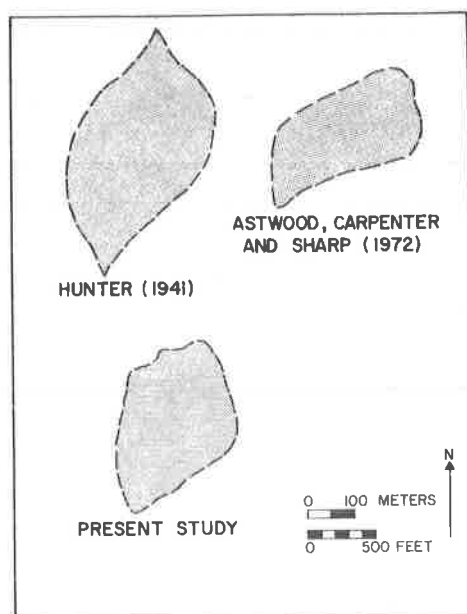 HUNTER (1941)
ASTWOOD, CARPENTER
AND SHARP (1972)
PRESENT STUDY
N
0 100 METERS
0 500 FEET